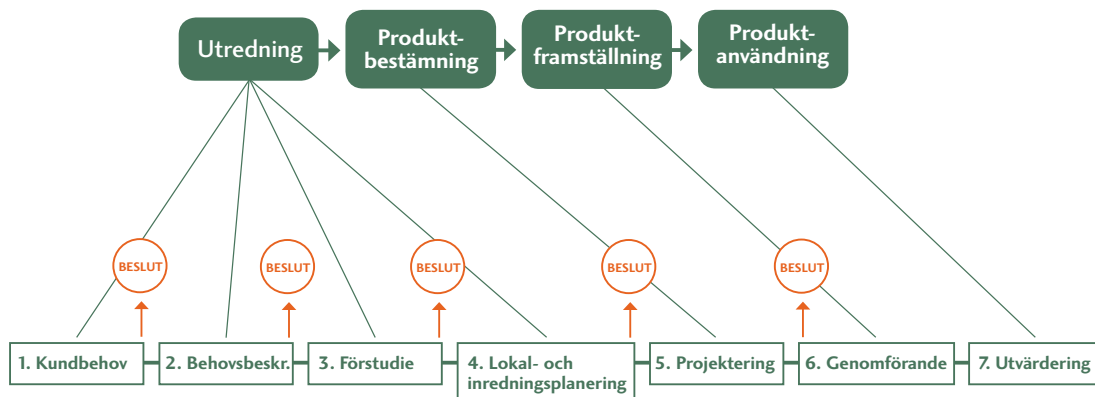 Utredning
Produkt-
bestämning
Produkt-
framställning
Produkt-
användning
BESLUT
BESLUT
BESLUT
BESLUT
BESLUT
1. Kundbehov
2. Behovsbeskr.
3. Förstudie
4. Lokal- och
inredningsplanering
5. Projektering
6. Genomförande
7. Utvärdering